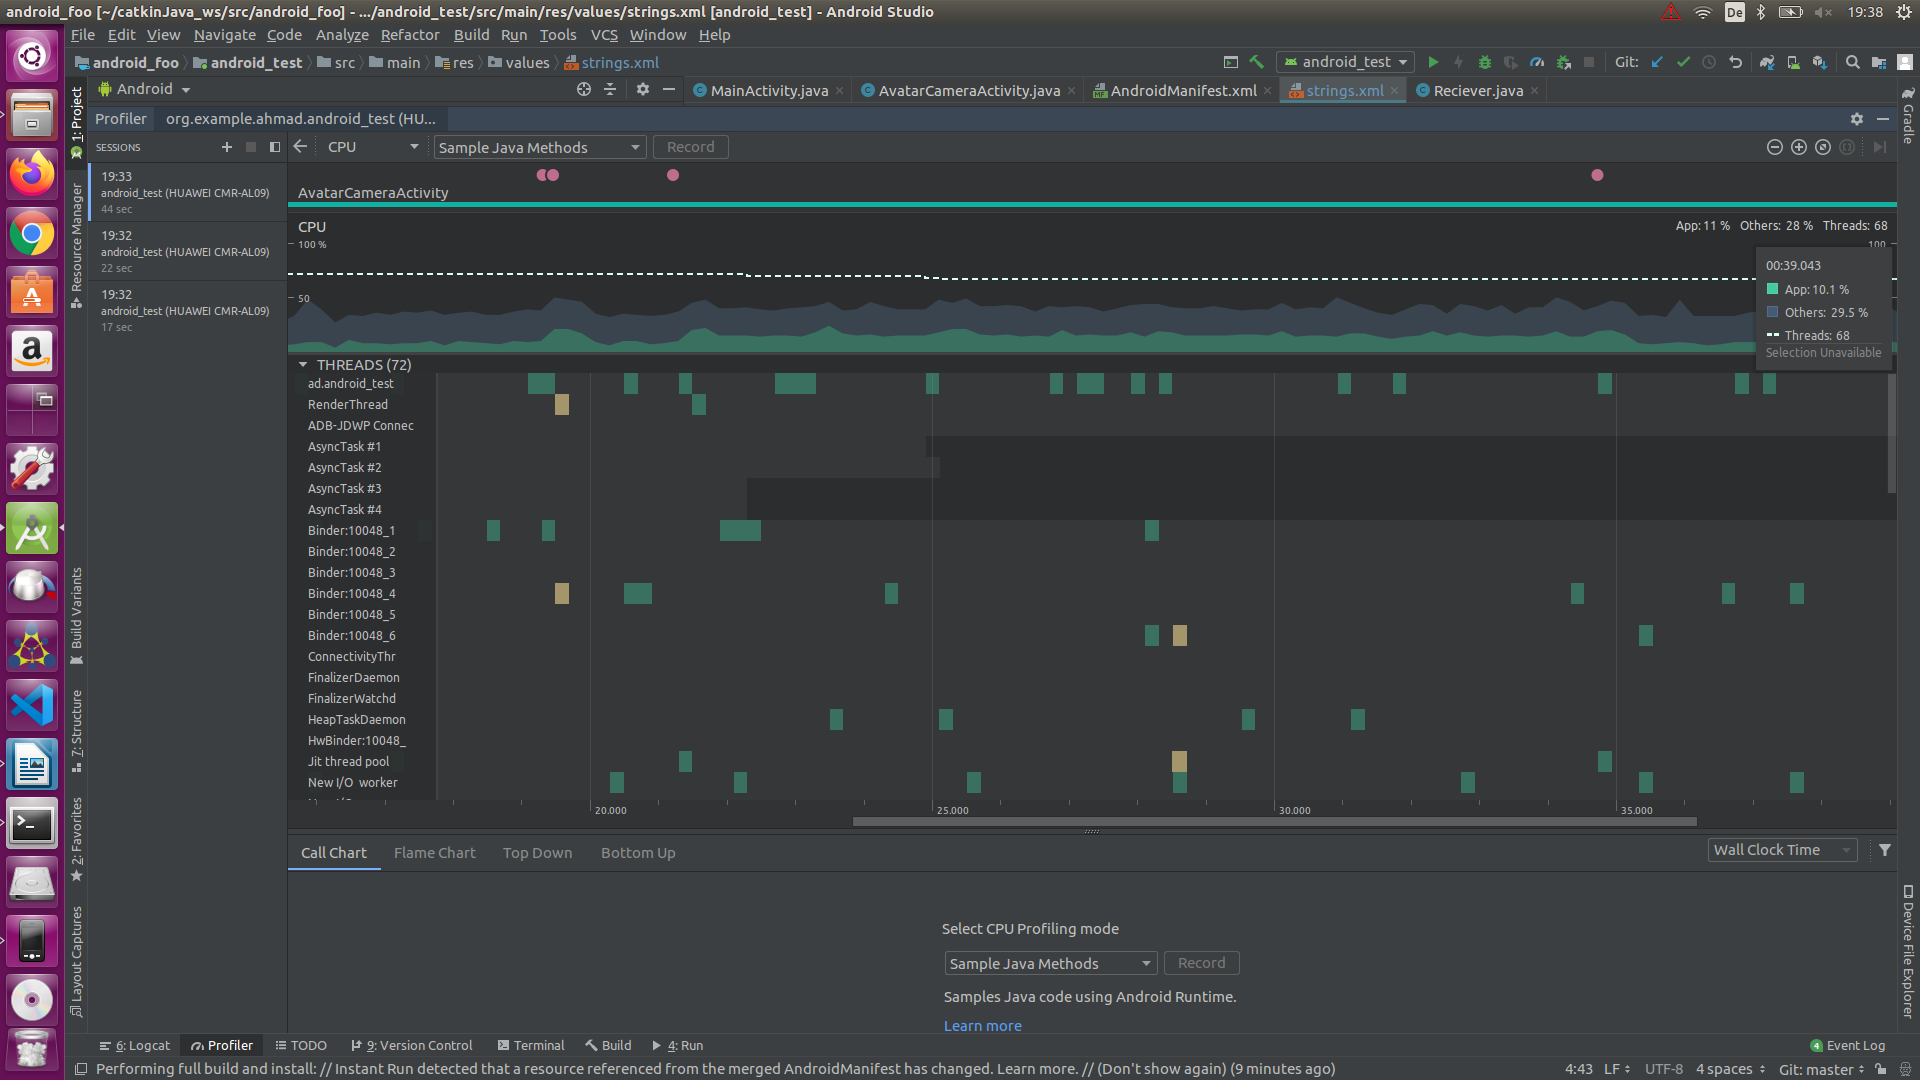 android_foo [~/catkinJava_ws/src/android_foo] - .../android_test/src/main/res/values/strings.xml [android_test] - Android Studio
De 19:38
File Edit View Navigate Code Analyze Refactor Build Run Tools VCS Window Help
android_foo android_test src main res values strings.xml android_test Git:
Android MainActivity.java AvatarCameraActivity.java AndroidManifest.xml strings.xml Reciever.java
Profiler org.example.ahmad.android_test (HU...
SESSIONS CPU Sample Java Methods Record
19:33
android_test (HUAWEI CMR-AL09)
44 sec
19:32
android_test (HUAWEI CMR-AL09)
22 sec
19:32
android_test (HUAWEI CMR-AL09)
17 sec
AvatarCameraActivity
CPU App: 11 % Others: 28 % Threads: 68
100 % 100
50
00:39.043
App: 10.1 %
Others: 29.5 %
Threads: 68
Selection Unavailable
THREADS (72)
ad.android_test
RenderThread
ADB-JDWP Connec
AsyncTask #1
AsyncTask #2
AsyncTask #3
AsyncTask #4
Binder:10048_1
Binder:10048_2
Binder:10048_3
Binder:10048_4
Binder:10048_5
Binder:10048_6
ConnectivityThr
FinalizerDaemon
FinalizerWatchd
HeapTaskDaemon
HwBinder:10048_
Jit thread pool
New I/O worker
20.000 25.000 30.000 35.000
Call Chart Flame Chart Top Down Bottom Up Wall Clock Time
Select CPU Profiling mode
Sample Java Methods Record
Samples Java code using Android Runtime.
Learn more
1: Project
Resource Manager
Build Variants
7: Structure
2: Favorites
Layout Captures
Gradle
Device File Explorer
6: Logcat Profiler TODO 9: Version Control Terminal Build 4: Run 4 Event Log
Performing full build and install: // Instant Run detected that a resource referenced from the merged AndroidManifest has changed. Learn more. // (Don't show again) (9 minutes ago) 4:43 LF UTF-8 4 spaces Git: master